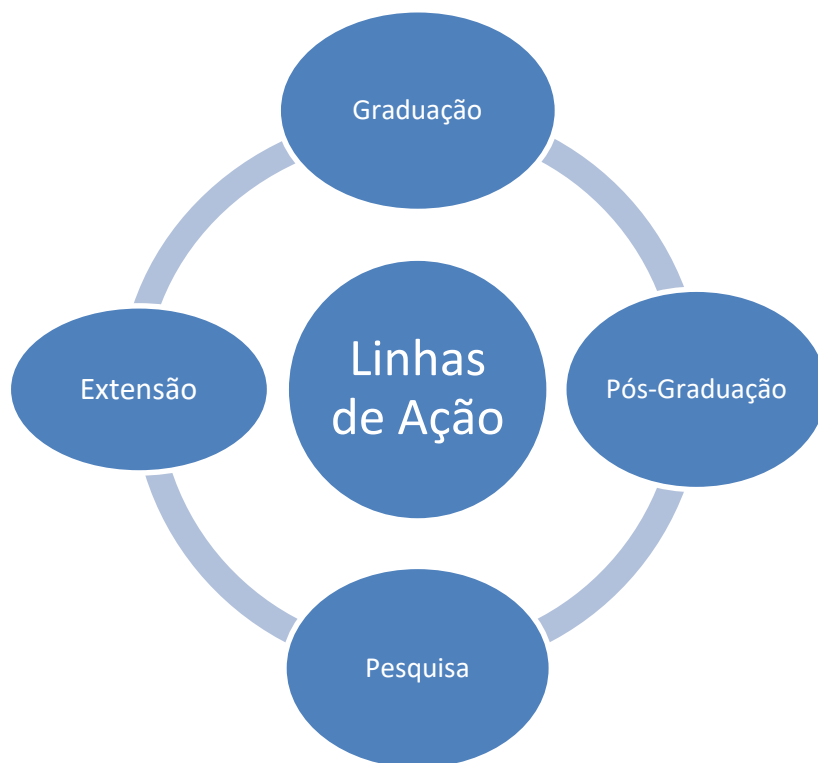 Graduação
Linhas
de Ação
Extensão
Pós-Graduação
Pesquisa